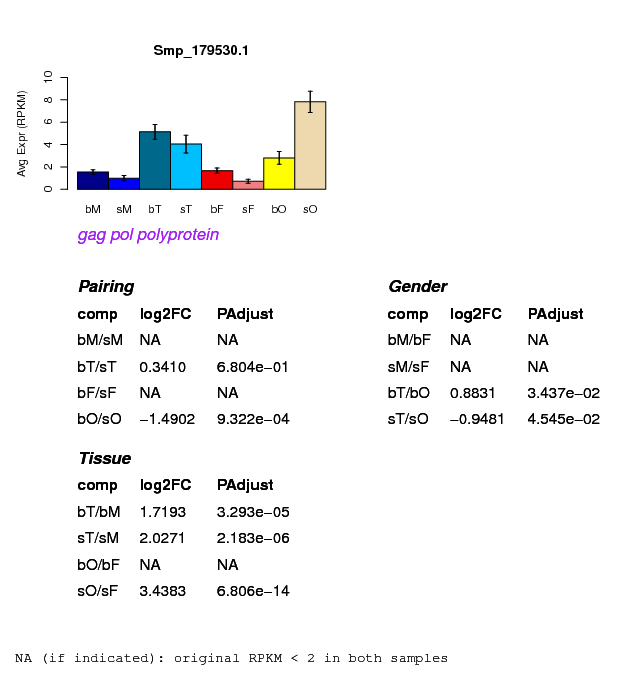 Smp_179530.1
Avg Expr (RPKM)
0 2 4 6 8 10
bM sM bT sT bF sF bO sO
gag pol polyprotein
Pairing
comp log2FC PAdjust
bM/sM NA NA
bT/sT 0.3410 6.804e−01
bF/sF NA NA
bO/sO −1.4902 9.322e−04
Gender
comp log2FC PAdjust
bM/bF NA NA
sM/sF NA NA
bT/bO 0.8831 3.437e−02
sT/sO −0.9481 4.545e−02
Tissue
comp log2FC PAdjust
bT/bM 1.7193 3.293e−05
sT/sM 2.0271 2.183e−06
bO/bF NA NA
sO/sF 3.4383 6.806e−14
NA (if indicated): original RPKM < 2 in both samples